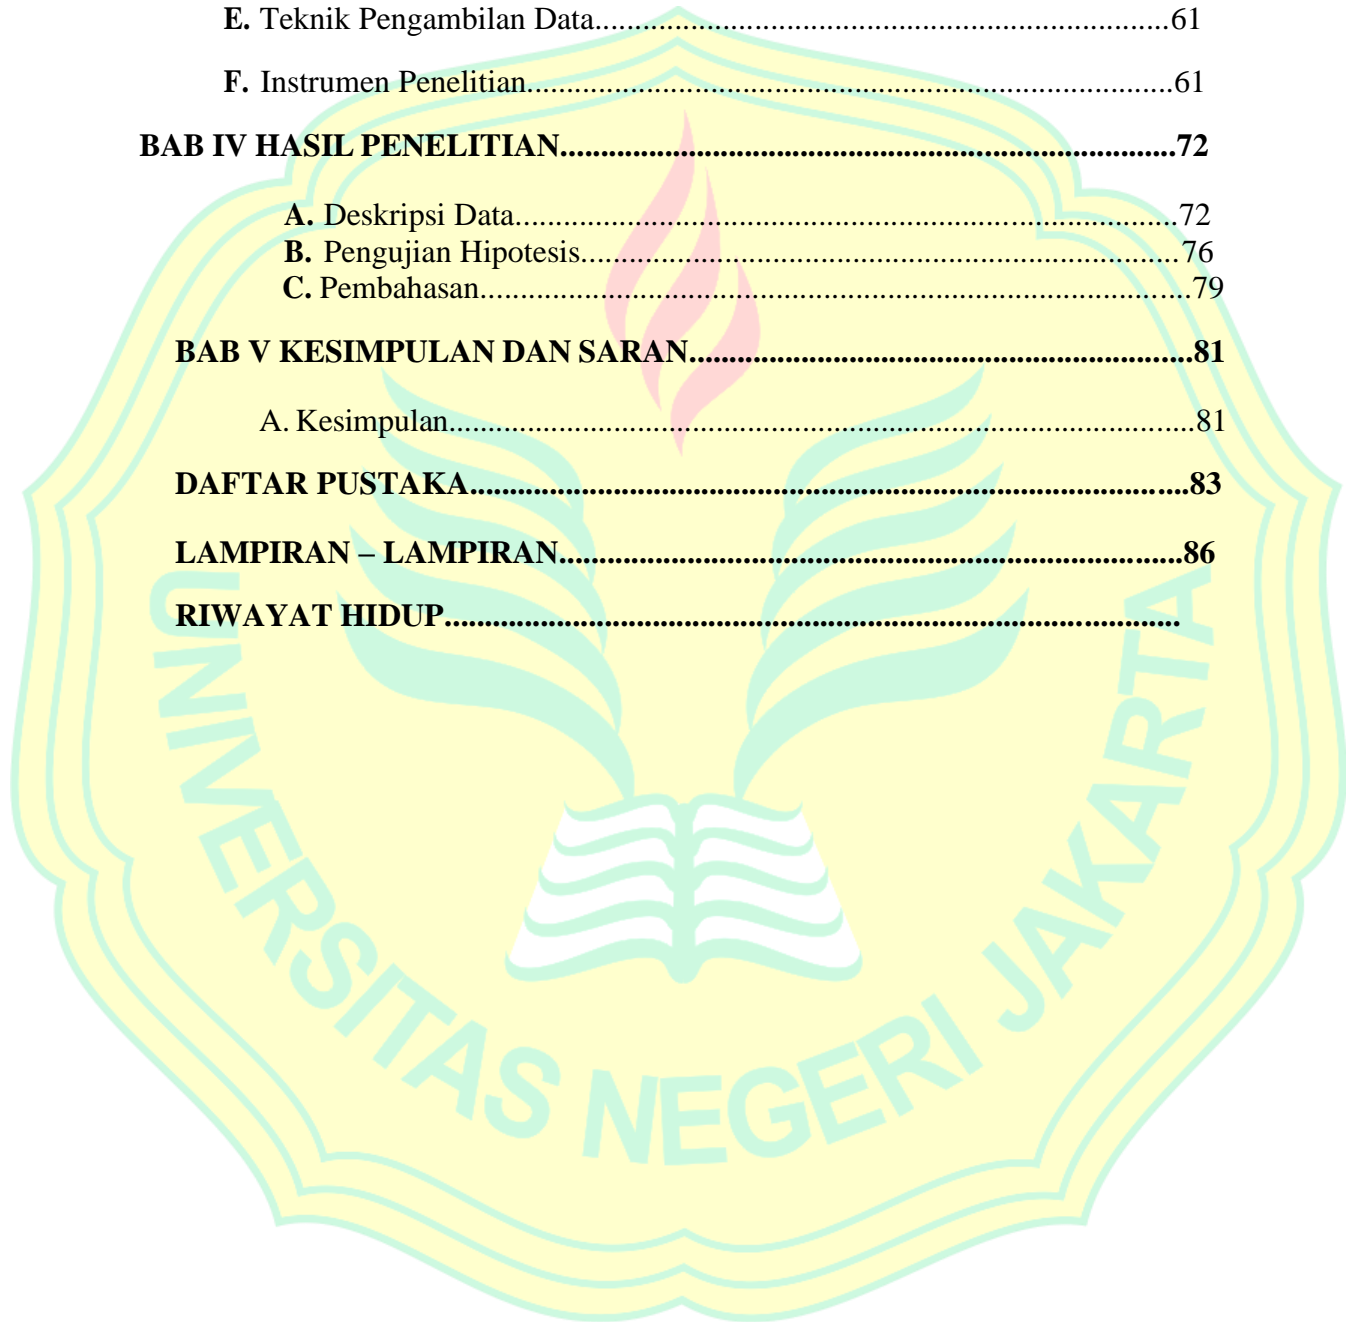 E. Teknik Pengambilan Data........................................................................61
F. Instrumen Penelitian.................................................................................61
BAB IV HASIL PENELITIAN...........................................................................72
A. Deskripsi Data...................................................................................72
B. Pengujian Hipotesis...........................................................................76
C. Pembahasan.........................................................................................79
BAB V KESIMPULAN DAN SARAN.............................................................81
A. Kesimpulan.............................................................................................81
DAFTAR PUSTAKA........................................................................................83
LAMPIRAN – LAMPIRAN............................................................................86
RIWAYAT HIDUP..........................................................................................
UNIVERSITAS NEGERI JAKARTA